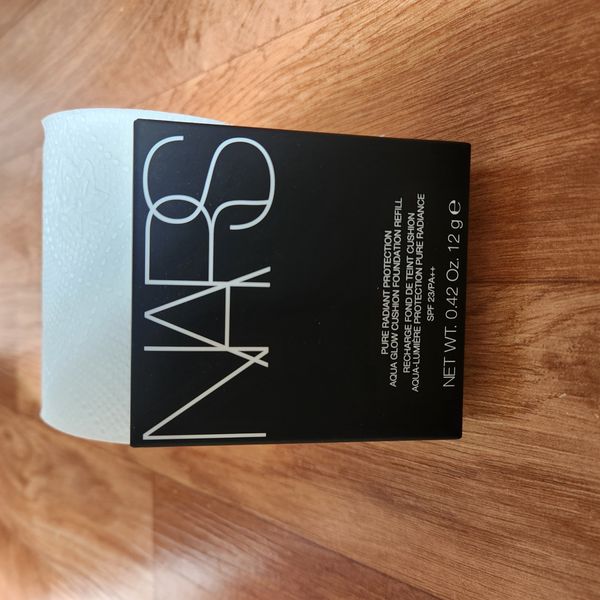 NARS
PURE RADIANT PROTECTION
AQUA GLOW CUSHION FOUNDATION REFILL
RECHARGE FOND DE TEINT CUSHION
AQUA-LUMIÈRE PROTECTION PURE RADIANCE
SPF 23/PA++
NET WT. 0.42 Oz. 12 g ℮